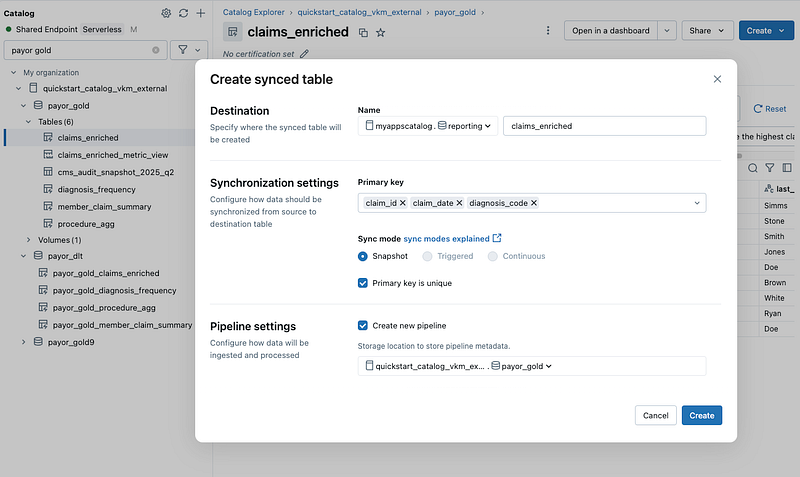 Catalog
Shared Endpoint Serverless M
payor gold
My organization
quickstart_catalog_vkm_external
payor_gold
Tables (6)
claims_enriched
claims_enriched_metric_view
cms_audit_snapshot_2025_q2
diagnosis_frequency
member_claim_summary
procedure_agg
Volumes (1)
payor_dlt
payor_gold_claims_enriched
payor_gold_diagnosis_frequency
payor_gold_procedure_agg
payor_gold_member_claim_summary
payor_gold9
Catalog Explorer > quickstart_catalog_vkm_external > payor_gold >
claims_enriched
Open in a dashboard
Share
Create
No certification set
Reset
e the highest cla
last_
Simms
Stone
Smith
Jones
Doe
Brown
White
Ryan
Doe
Create synced table
Destination
Specify where the synced table will
be created
Name
myappscatalog . reporting
claims_enriched
Synchronization settings
Configure how data should be
synchronized from source to
destination table
Primary key
claim_id claim_date diagnosis_code
Sync mode sync modes explained
Snapshot Triggered Continuous
Primary key is unique
Pipeline settings
Configure how data will be
ingested and processed
Create new pipeline
Storage location to store pipeline metadata.
quickstart_catalog_vkm_ex... . payor_gold
Cancel
Create